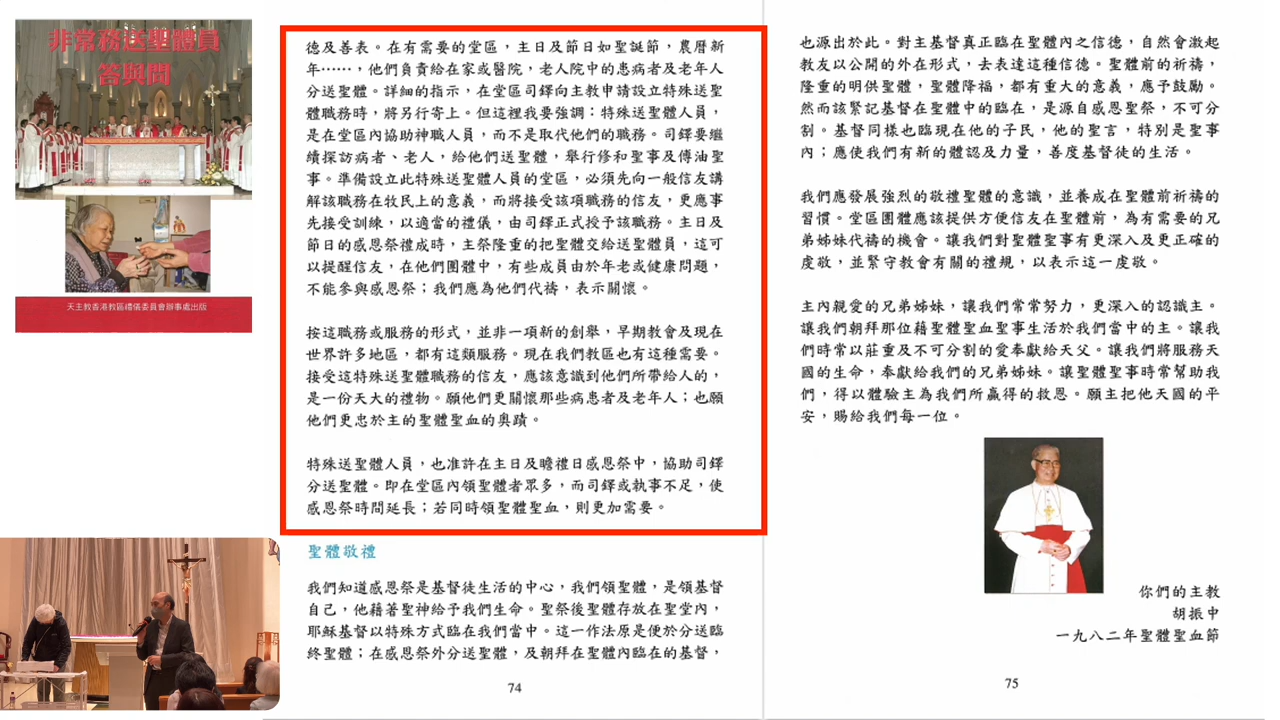 非常務送聖體員
答與問
天主教香港教區禮儀委員會辦事處出版
德及善表。在有需要的堂區，主日及節日如聖誕節，農曆新
年……，他們負責給在家或醫院，老人院中的患病者及老年人
分送聖體。詳細的指示，在堂區司鐸向主教申請設立特殊送聖
體職務時，將另行寄上。但這裡我要強調：特殊送聖體人員，
是在堂區內協助神職人員，而不是取代他們的職務。司鐸要繼
續探訪病者、老人，給他們送聖體，舉行修和聖事及傅油聖
事。準備設立此特殊送聖體人員的堂區，必須先向一般信友講
解該職務在牧民上的意義，而將接受該項職務的信友，更應事
先接受訓練，以適當的禮儀，由司鐸正式授予該職務。主日及
節日的感恩祭禮成時，主祭隆重的把聖體交給送聖體員，這可
以提醒信友，在他們團體中，有些成員由於年老或健康問題，
不能參與感恩祭；我們應為他們代禱，表示關懷。
按這職務或服務的形式，並非一項新的創舉，早期教會及現在
世界許多地區，都有這類服務。現在我們教區也有這種需要。
接受這特殊送聖體職務的信友，應該意識到他們所帶給人的，
是一份天大的禮物。願他們更關懷那些病患者及老年人；也願
他們更忠於主的聖體聖血的奧蹟。
特殊送聖體人員，也准許在主日及瞻禮日感恩祭中，協助司鐸
分送聖體。即在堂區內領聖體者眾多，而司鐸或執事不足，使
感恩祭時間延長；若同時領聖體聖血，則更加需要。
聖體敬禮
我們知道感恩祭是基督徒生活的中心，我們領聖體，是領基督
自己，他藉著聖神給予我們生命。聖祭後聖體存放在聖堂內，
耶穌基督以特殊方式臨在我們當中。這一作法原是便於分送臨
終聖體；在感恩祭外分送聖體，及朝拜在聖體內臨在的基督，
74
也源出於此。對主基督真正臨在聖體內之信德，自然會激起
教友以公開的外在形式，去表達這種信德。聖體前的祈禱，
隆重的明供聖體，聖體降福，都有重大的意義，應予鼓勵。
然而該緊記基督在聖體中的臨在，是源自感恩聖祭，不可分
割。基督同樣也臨現在他的子民，他的聖言，特別是聖事
內；應使我們有新的體認及力量，善度基督徒的生活。
我們應發展強烈的敬禮聖體的意識，並養成在聖體前祈禱的
習慣。堂區團體應該提供方便信友在聖體前，為有需要的兄
弟姊妹代禱的機會。讓我們對聖體聖事有更深入及更正確的
虔敬，並緊守教會有關的禮規，以表示這一虔敬。
主內親愛的兄弟姊妹，讓我們常常努力，更深入的認識主。
讓我們朝拜那位藉聖體聖血聖事生活於我們當中的主。讓我
們時常以莊重及不可分割的愛奉獻給天父。讓我們將服務天
國的生命，奉獻給我們的兄弟姊妹。讓聖體聖事時常幫助我
們，得以體驗主為我們所贏得的救恩。願主把他天國的平
安，賜給我們每一位。
你們的主教
胡振中
一九八二年聖體聖血節
75